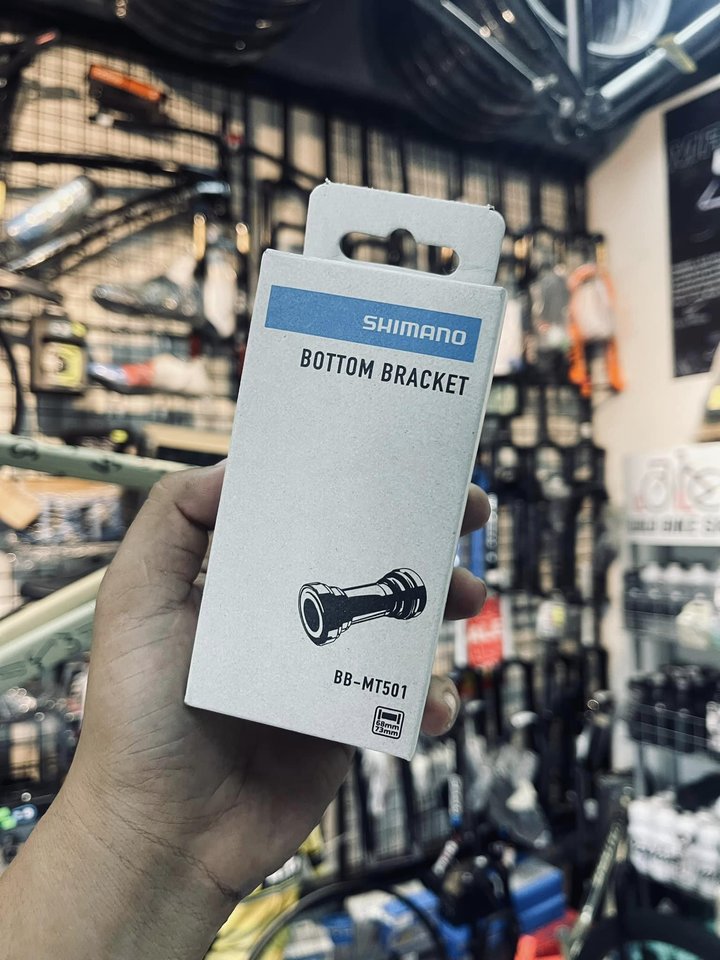 SHIMANO
BOTTOM BRACKET
BB-MT501
68mm
73mm